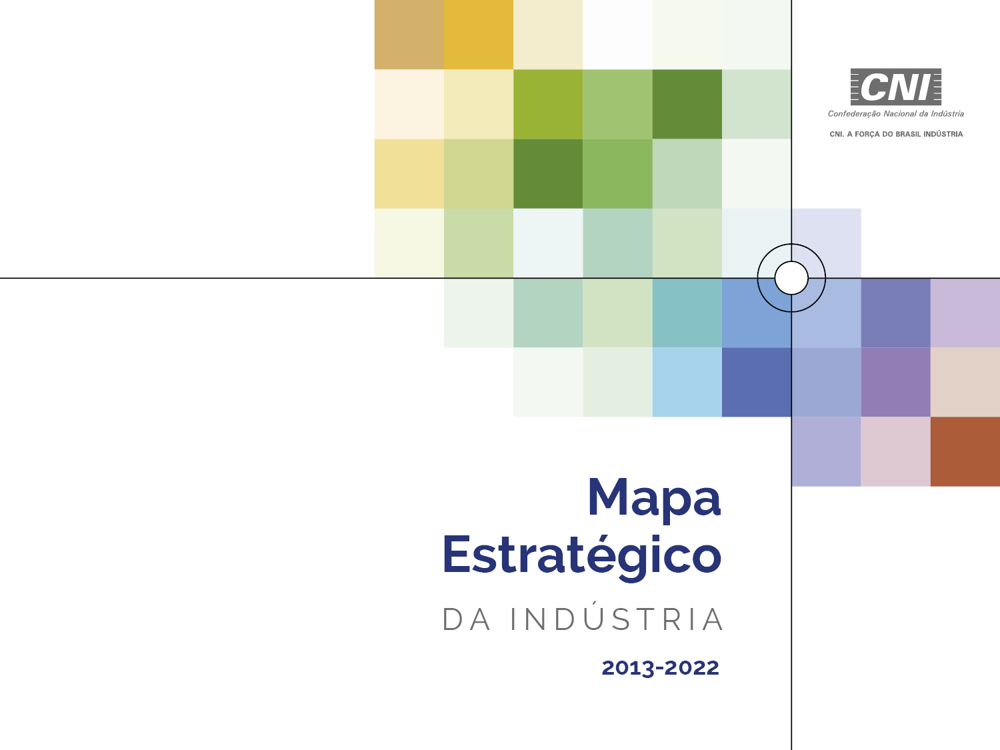 CNI
Confederação Nacional da Indústria
CNI. A FORÇA DO BRASIL INDÚSTRIA
Mapa
Estratégico
DA INDÚSTRIA
2013-2022